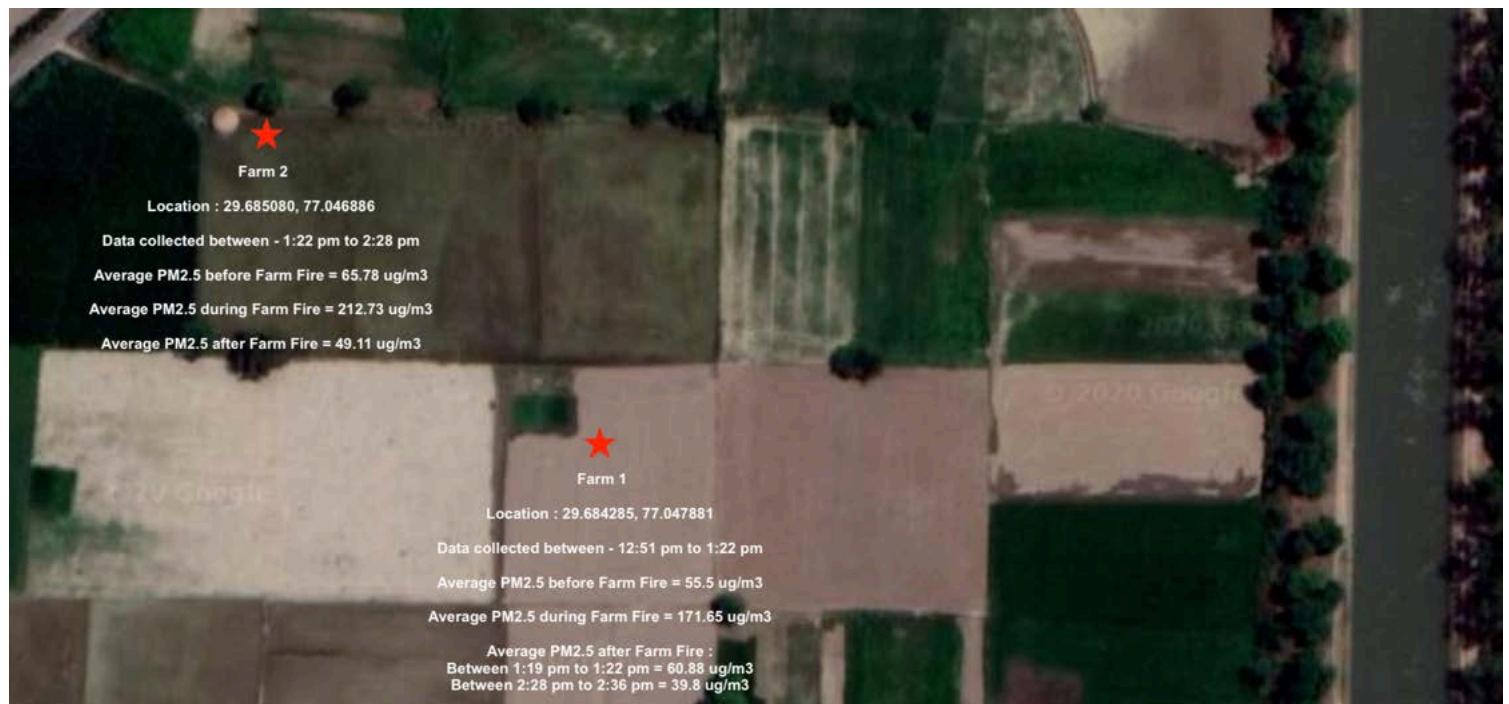 Farm 2
Location : 29.685080, 77.046886
Data collected between - 1:22 pm to 2:28 pm
Average PM2.5 before Farm Fire = 65.78 ug/m3
Average PM2.5 during Farm Fire = 212.73 ug/m3
Average PM2.5 after Farm Fire = 49.11 ug/m3
© 2020 Google
Farm 1
Location : 29.684285, 77.047881
Data collected between - 12:51 pm to 1:22 pm
Average PM2.5 before Farm Fire = 55.5 ug/m3
Average PM2.5 during Farm Fire = 171.65 ug/m3
Average PM2.5 after Farm Fire :
Between 1:19 pm to 1:22 pm = 60.88 ug/m3
Between 2:28 pm to 2:36 pm = 39.8 ug/m3